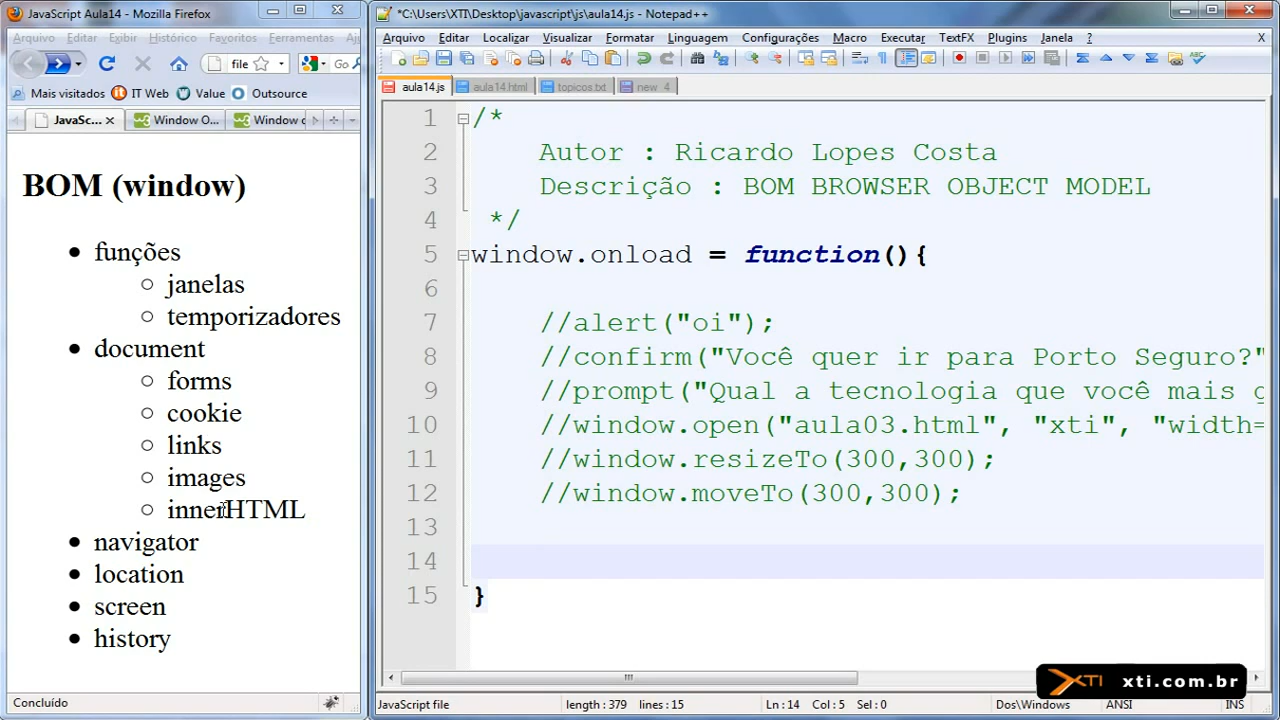 JavaScript Aula14 - Mozilla Firefox
Arquivo Editar Exibir Histórico Favoritos Ferramentas Aj
file
Go
Mais visitados IT Web Value Outsource
JavaSc... Window O... Window o
BOM (window)
funções
janelas
temporizadores
document
forms
cookie
links
images
innerHTML
navigator
location
screen
history
Concluído
*C:\Users\XTI\Desktop\javascript\js\aula14.js - Notepad++
Arquivo Editar Localizar Visualizar Formatar Linguagem Configurações Macro Executar TextFX Plugins Janela ? X
aula14.js aula14.html topicos.txt new 4
1 /*
2 Autor : Ricardo Lopes Costa
3 Descrição : BOM BROWSER OBJECT MODEL
4 */
5 window.onload = function(){
6
7 //alert("oi");
8 //confirm("Você quer ir para Porto Seguro?"
9 //prompt("Qual a tecnologia que você mais g
10 //window.open("aula03.html", "xti", "width=
11 //window.resizeTo(300,300);
12 //window.moveTo(300,300);
13
14
15 }
XTI xti.com.br
JavaScript file length : 379 lines : 15 Ln : 14 Col : 5 Sel : 0 Dos\Windows ANSI INS